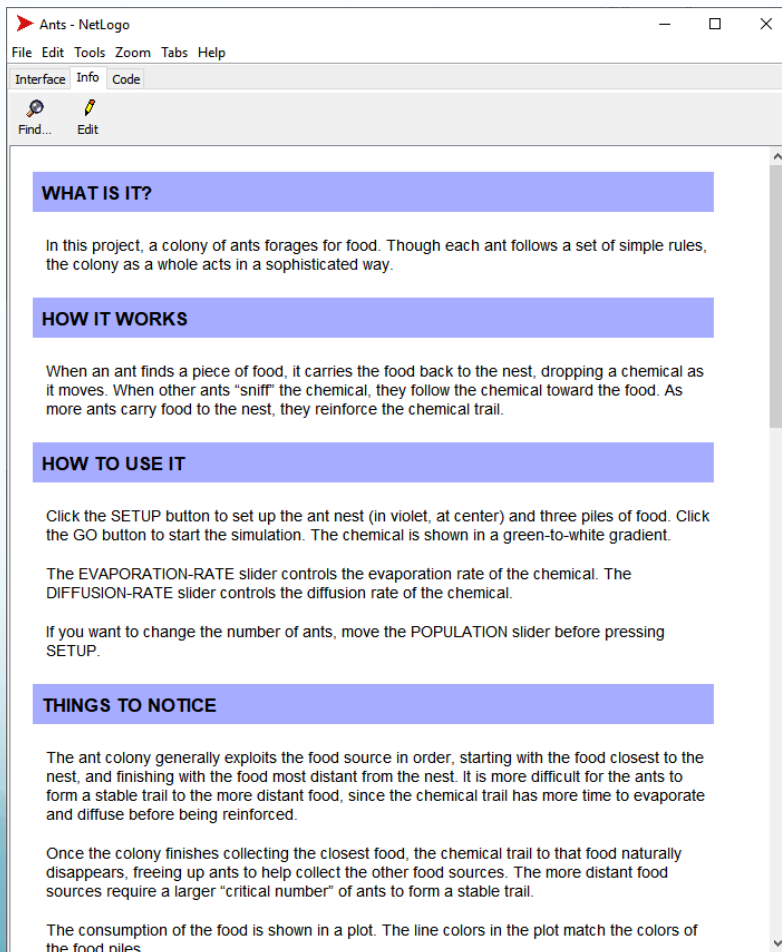 Ants - NetLogo
File Edit Tools Zoom Tabs Help
Interface Info Code
Find... Edit
WHAT IS IT?
In this project, a colony of ants forages for food. Though each ant follows a set of simple rules,
the colony as a whole acts in a sophisticated way.
HOW IT WORKS
When an ant finds a piece of food, it carries the food back to the nest, dropping a chemical as
it moves. When other ants “sniff” the chemical, they follow the chemical toward the food. As
more ants carry food to the nest, they reinforce the chemical trail.
HOW TO USE IT
Click the SETUP button to set up the ant nest (in violet, at center) and three piles of food. Click
the GO button to start the simulation. The chemical is shown in a green-to-white gradient.
The EVAPORATION-RATE slider controls the evaporation rate of the chemical. The
DIFFUSION-RATE slider controls the diffusion rate of the chemical.
If you want to change the number of ants, move the POPULATION slider before pressing
SETUP.
THINGS TO NOTICE
The ant colony generally exploits the food source in order, starting with the food closest to the
nest, and finishing with the food most distant from the nest. It is more difficult for the ants to
form a stable trail to the more distant food, since the chemical trail has more time to evaporate
and diffuse before being reinforced.
Once the colony finishes collecting the closest food, the chemical trail to that food naturally
disappears, freeing up ants to help collect the other food sources. The more distant food
sources require a larger “critical number” of ants to form a stable trail.
The consumption of the food is shown in a plot. The line colors in the plot match the colors of
the food piles.